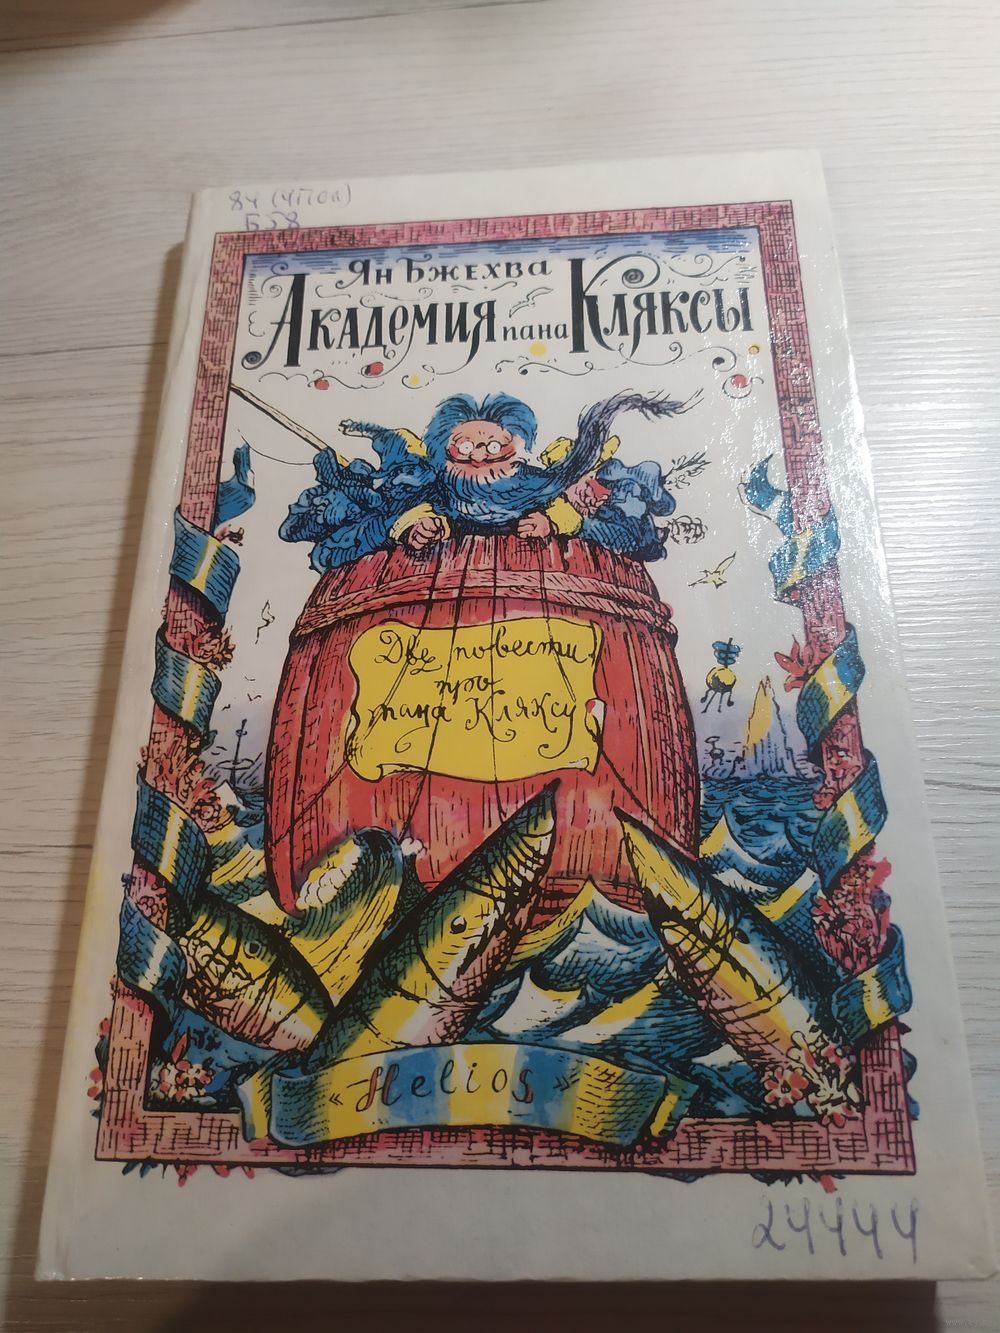 84 (4Пол)
Б58
Ян Бжехва
Академия пана Кляксы
Две повести
про
пана Кляксу
«Helios»
24444